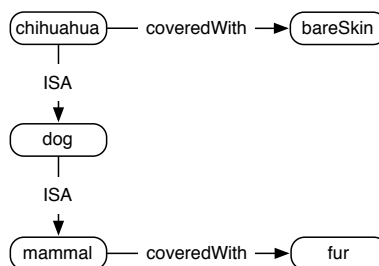 chihuahua coveredWith bareSkin
ISA
dog
ISA
mammal coveredWith fur